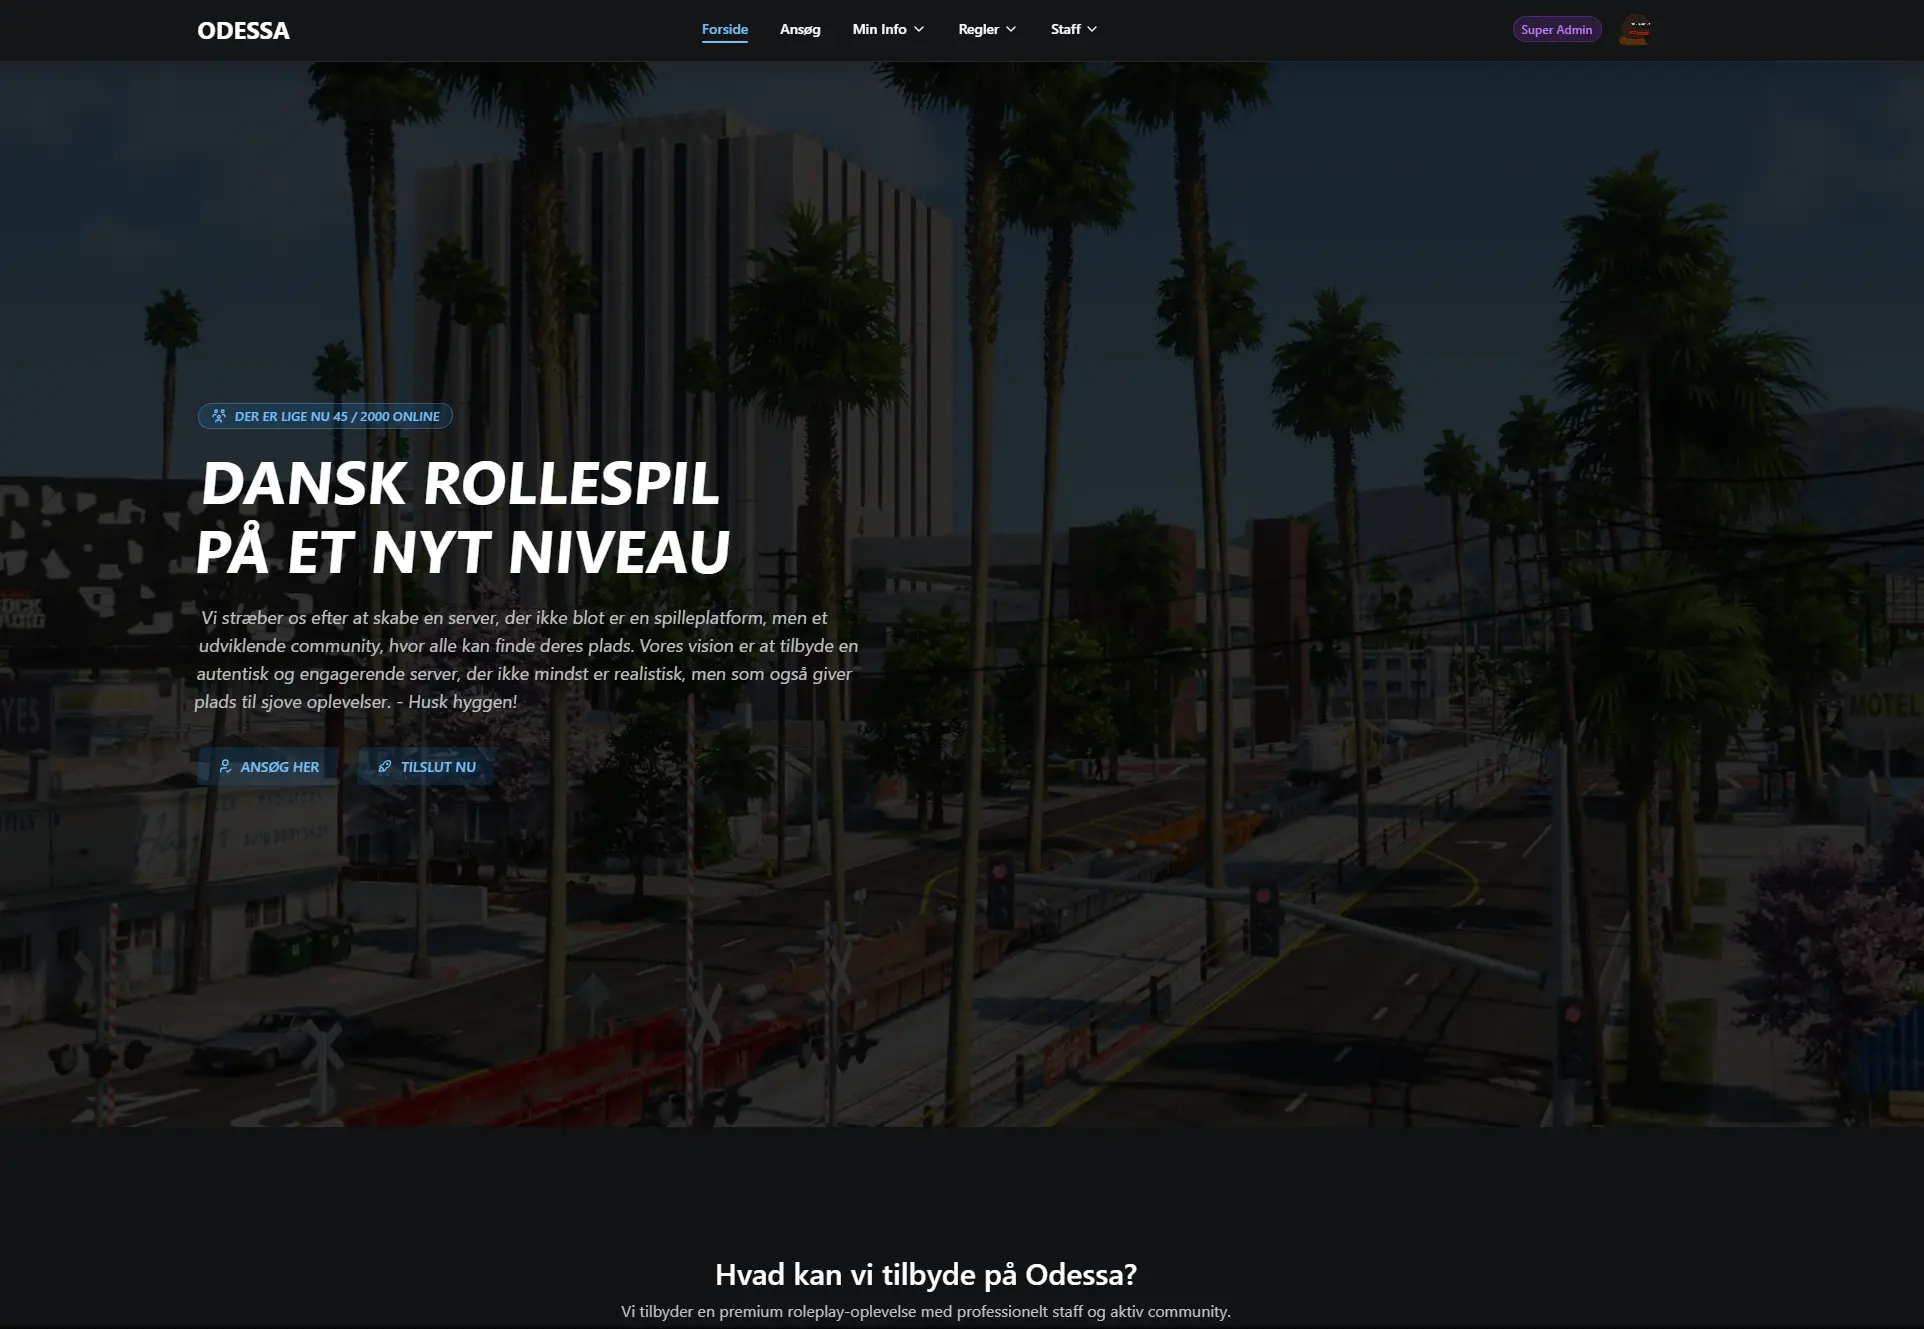 ODESSA
Forside Ansøg Min Info Regler Staff
Super Admin
DER ER LIGE NU 45 / 2000 ONLINE
DANSK ROLLESPIL
PÅ ET NYT NIVEAU
Vi stræber os efter at skabe en server, der ikke blot er en spilleplatform, men et
udviklende community, hvor alle kan finde deres plads. Vores vision er at tilbyde en
autentisk og engagerende server, der ikke mindst er realistisk, men som også giver
plads til sjove oplevelser. - Husk hyggen!
ANSØG HER TILSLUT NU
MOTEL
Hvad kan vi tilbyde på Odessa?
Vi tilbyder en premium roleplay-oplevelse med professionelt staff og aktiv community.